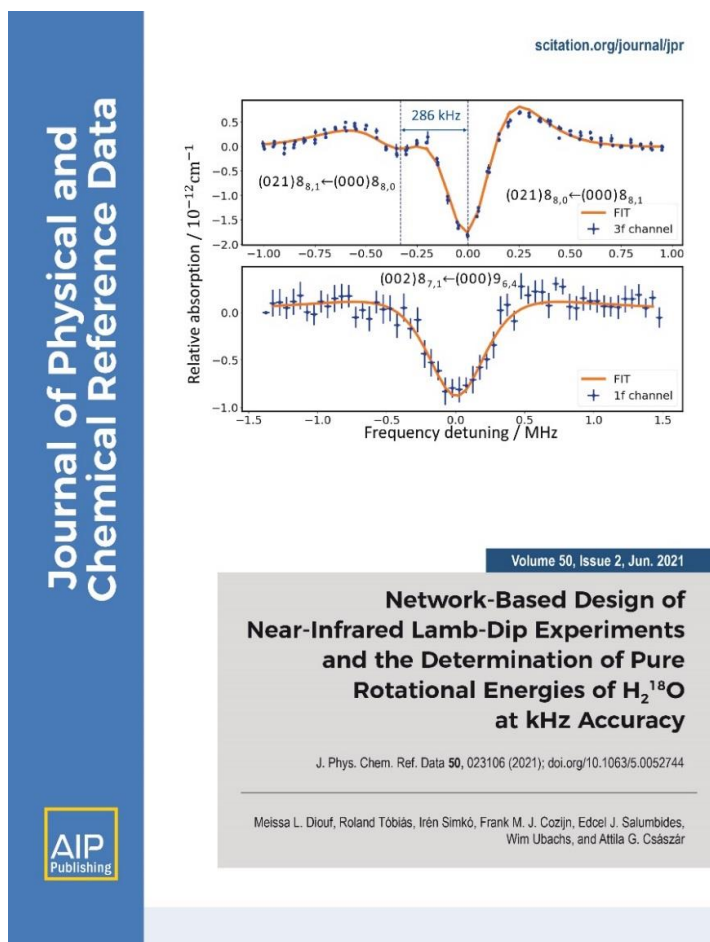 scitation.org/journal/jpr
Journal of Physical and
Chemical Reference Data
286 kHz
0.5
0.0
−0.5
−1.0
−1.5
−2.0
(021)8₈,₁←(000)8₈,₀
(021)8₈,₀←(000)8₈,₁
FIT
3f channel
−1.00 −0.75 −0.50 −0.25 0.00 0.25 0.50 0.75 1.00
Relative absorption / 10⁻¹²cm⁻¹
(002)8₇,₁←(000)9₆,₄
0.0
−0.5
−1.0
FIT
1f channel
−1.5 −1.0 −0.5 0.0 0.5 1.0 1.5
Frequency detuning / MHz
Volume 50, Issue 2, Jun. 2021
Network-Based Design of
Near-Infrared Lamb-Dip Experiments
and the Determination of Pure
Rotational Energies of H₂¹⁸O
at kHz Accuracy
J. Phys. Chem. Ref. Data 50, 023106 (2021); doi.org/10.1063/5.0052744
Meissa L. Diouf, Roland Tóbiás, Irén Simkó, Frank M. J. Cozijn, Edcel J. Salumbides,
Wim Ubachs, and Attila G. Császár
AIP
Publishing